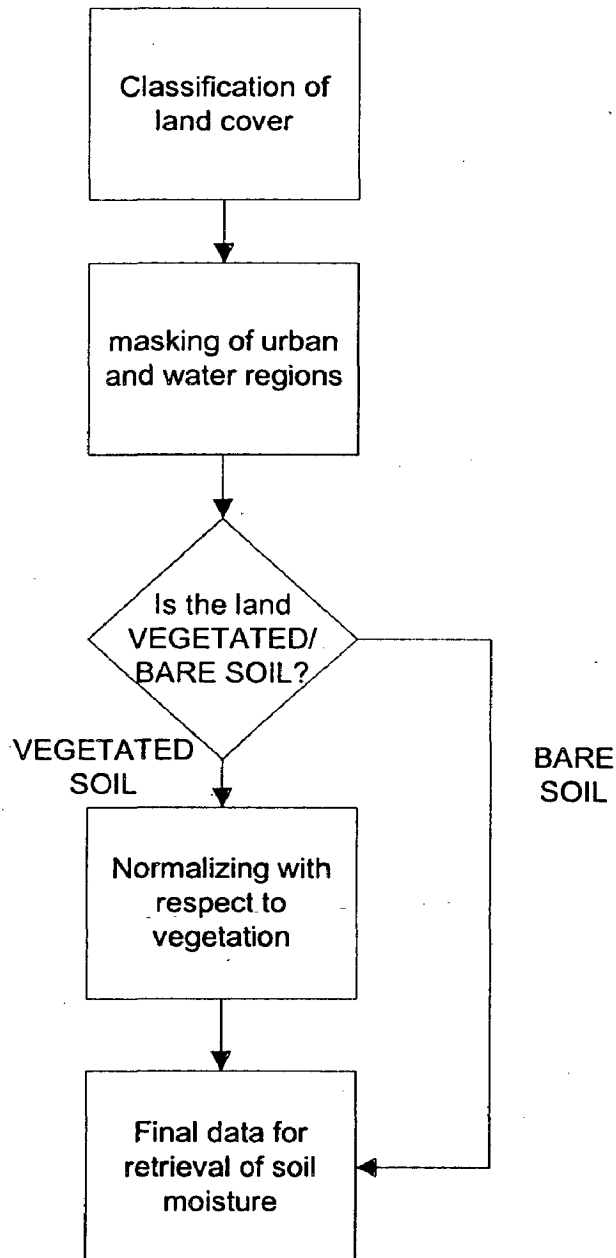 Classification of
land cover
masking of urban
and water regions
Is the land
VEGETATED/
BARE SOIL?
VEGETATED
SOIL
BARE
SOIL
Normalizing with
respect to
vegetation
Final data for
retrieval of soil
moisture